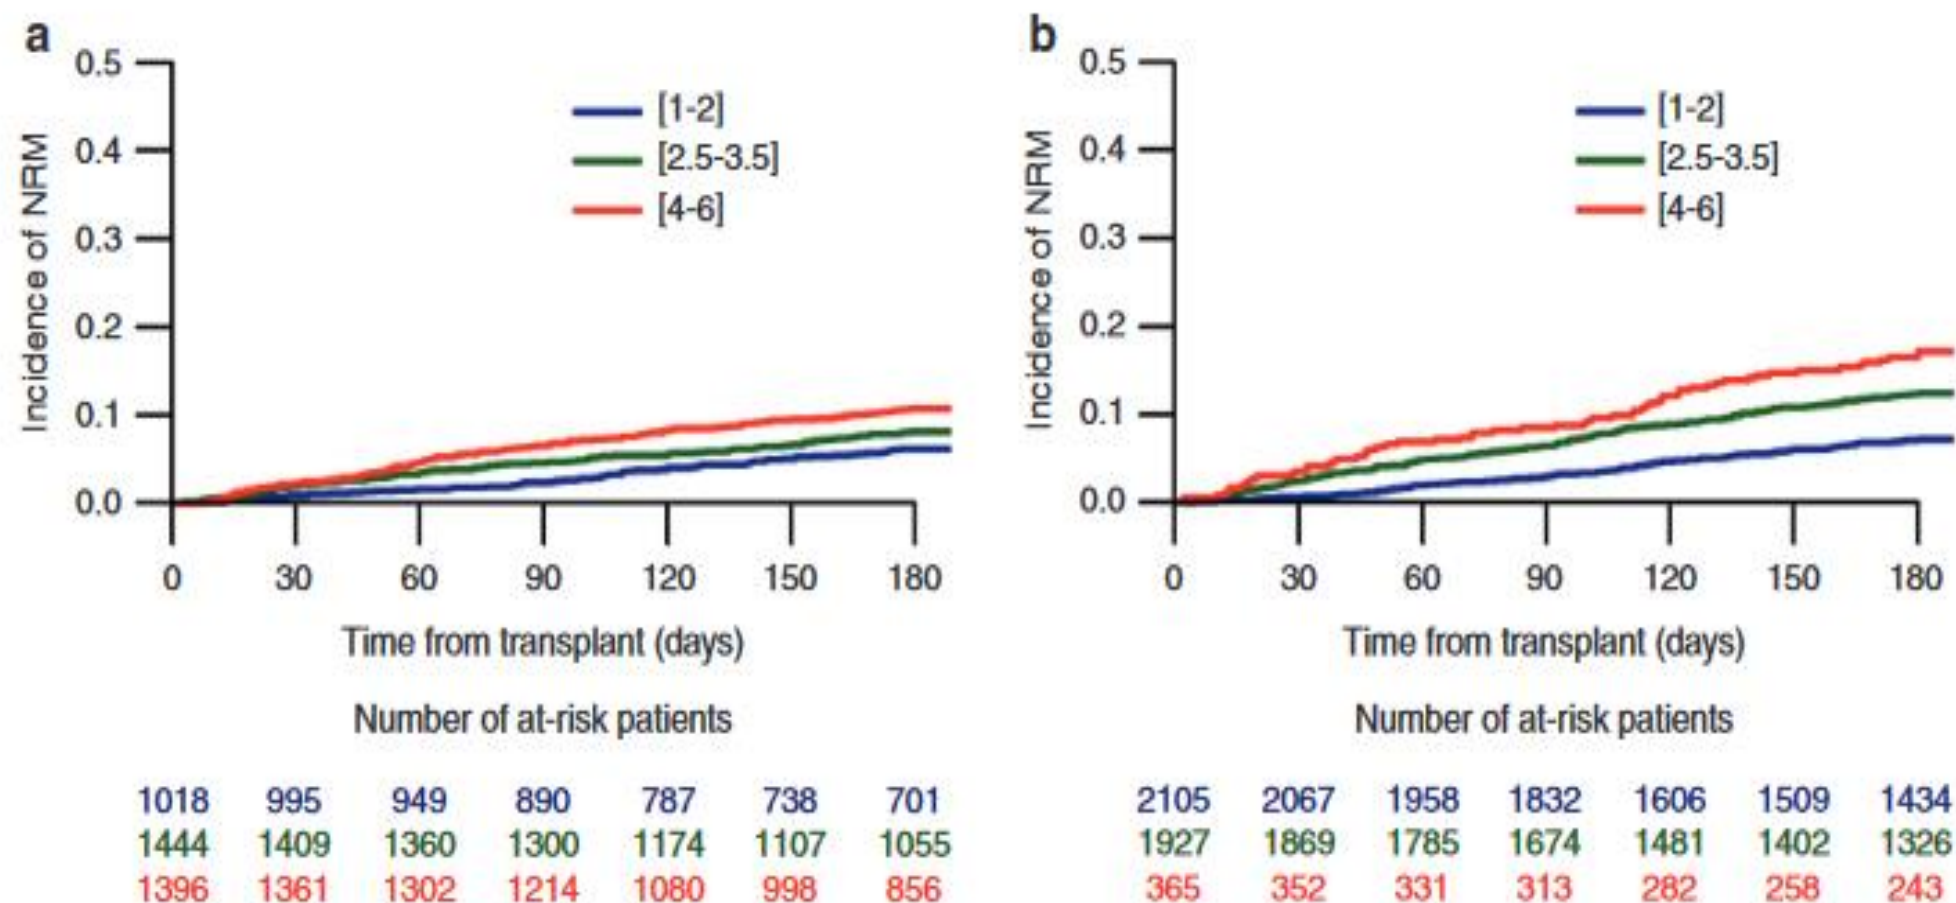 a
0.5
0.4
0.3
0.2
0.1
0.0
Incidence of NRM
[1-2]
[2.5-3.5]
[4-6]
0 30 60 90 120 150 180
Time from transplant (days)
Number of at-risk patients
1018 995 949 890 787 738 701
1444 1409 1360 1300 1174 1107 1055
1396 1361 1302 1214 1080 998 856
b
0.5
0.4
0.3
0.2
0.1
0.0
Incidence of NRM
[1-2]
[2.5-3.5]
[4-6]
0 30 60 90 120 150 180
Time from transplant (days)
Number of at-risk patients
2105 2067 1958 1832 1606 1509 1434
1927 1869 1785 1674 1481 1402 1326
365 352 331 313 282 258 243